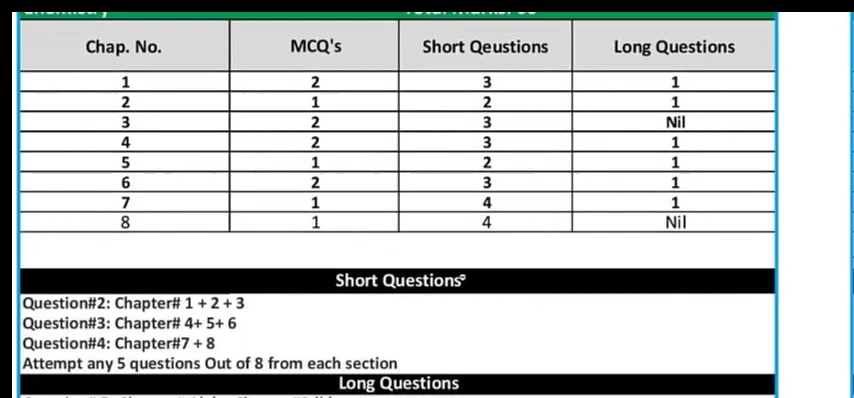 Chemistry
Chap. No. MCQ's Short Qeustions Long Questions
1 2 3 1
2 1 2 1
3 2 3 Nil
4 2 3 1
5 1 2 1
6 2 3 1
7 1 4 1
8 1 4 Nil
Short Questions
Question#2: Chapter# 1 + 2 + 3
Question#3: Chapter# 4+ 5+ 6
Question#4: Chapter#7 + 8
Attempt any 5 questions Out of 8 from each section
Long Questions